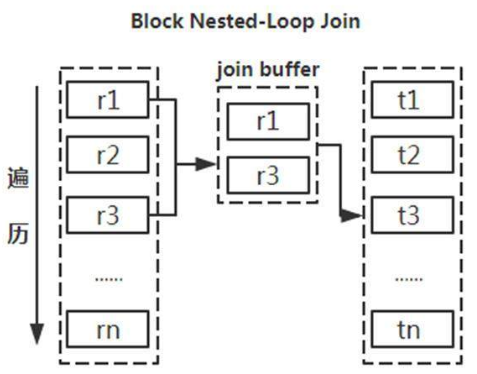 Block Nested-Loop Join
join buffer
遍
历
r1
r2
r3
......
rn
r1
r3
t1
t2
t3
......
tn